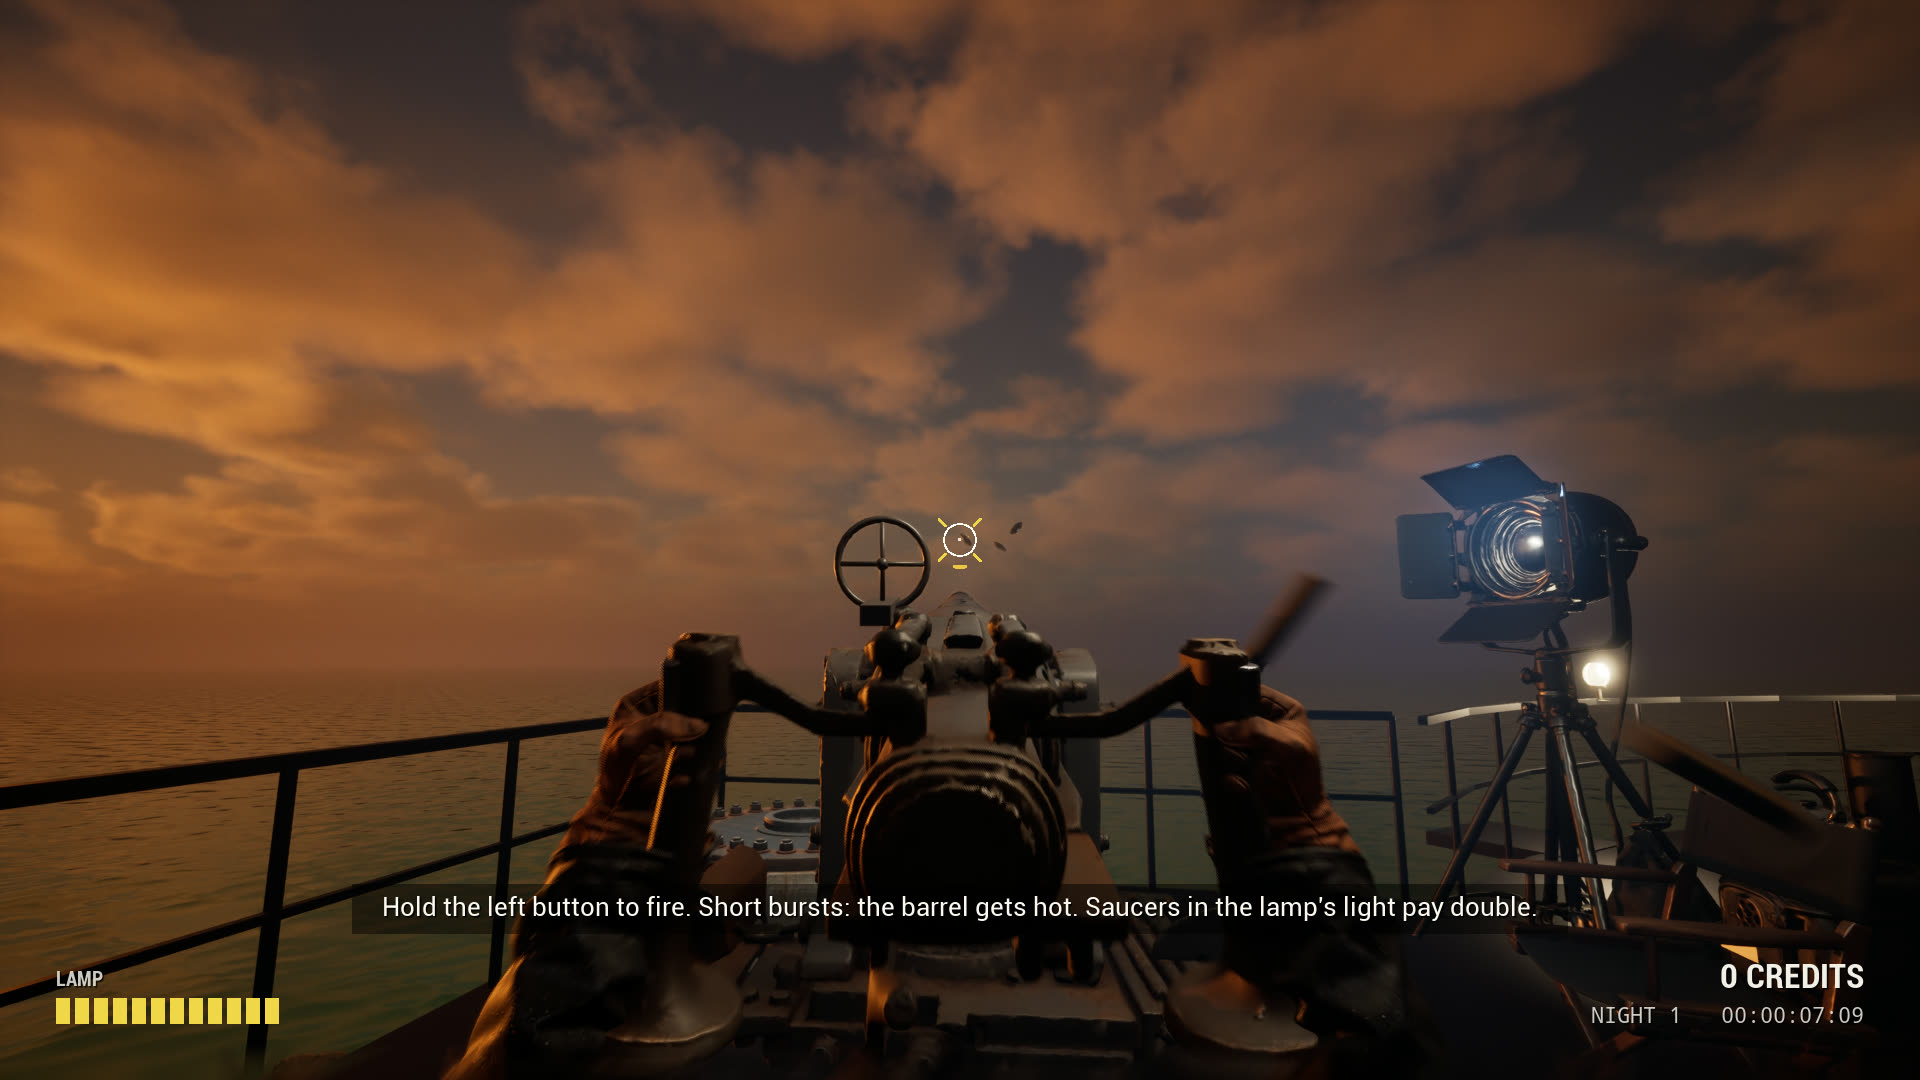 Hold the left button to fire. Short bursts: the barrel gets hot. Saucers in the lamp's light pay double.
LAMP
0 CREDITS
NIGHT 1 00:00:07:09